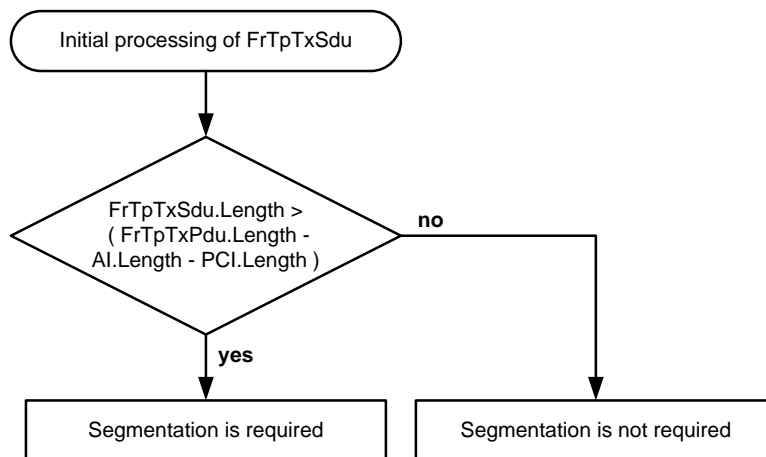 Initial processing of FrTpTxSdu
FrTpTxSdu.Length >
( FrTpTxPdu.Length -
AI.Length - PCI.Length )
no
yes
Segmentation is required
Segmentation is not required